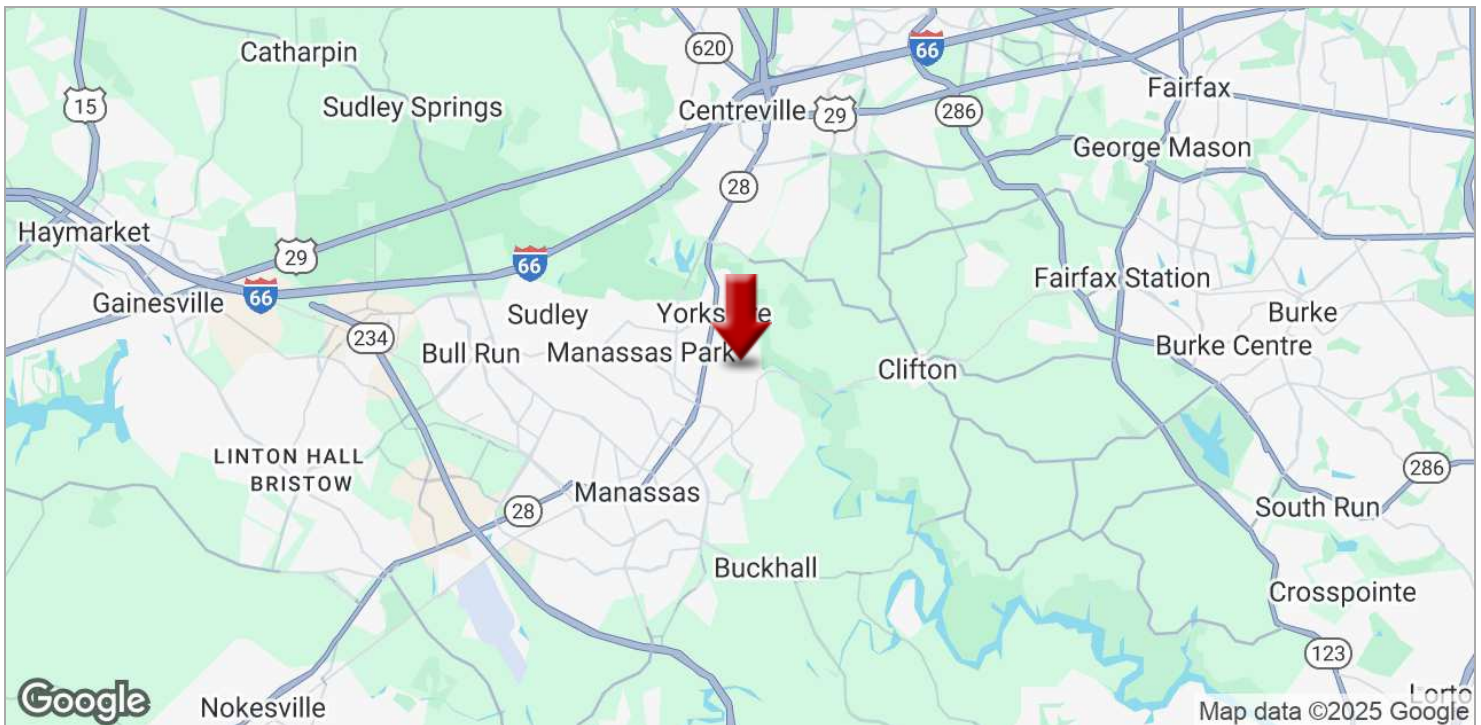 620
66
Catharpin
Fairfax
15
Sudley Springs
Centreville
29
286
George Mason
28
Haymarket
29
66
Fairfax Station
66
Gainesville
Sudley
Burke
234
Bull Run
Manassas Park
Burke Centre
Clifton
LINTON HALL
BRISTOW
286
Manassas
28
South Run
Buckhall
Crosspointe
123
Google
Nokesville
Map data ©2025 Google